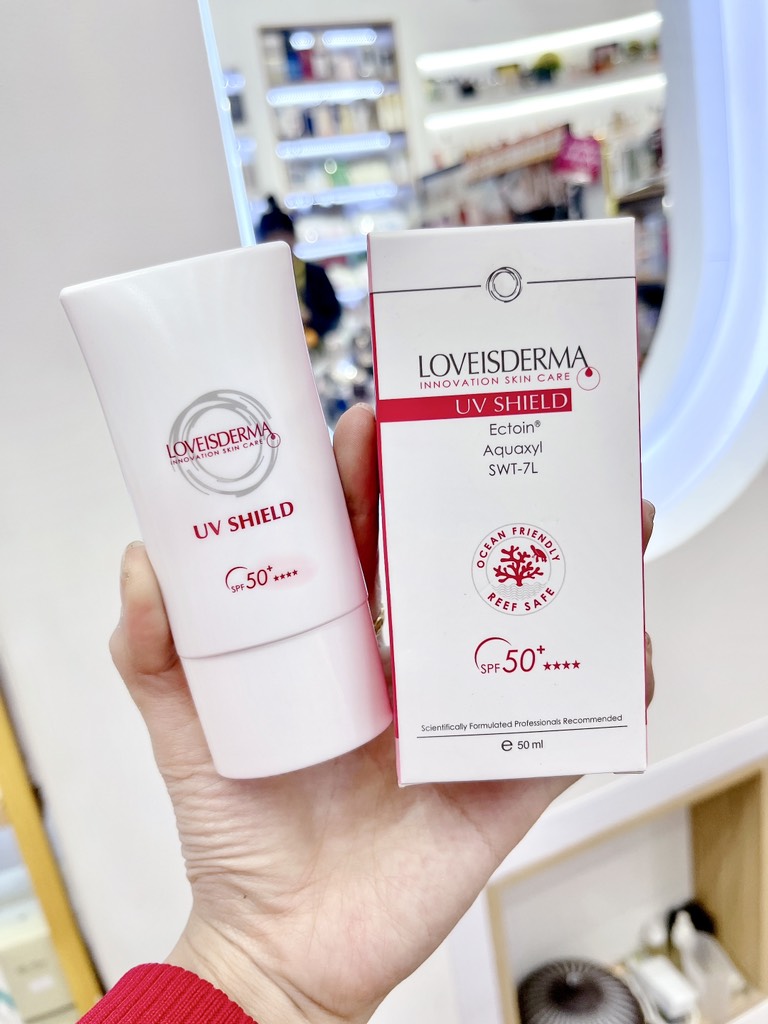 LOVEISDERMA
INNOVATION SKIN CARE
UV SHIELD
SPF 50+ ★★★★
LOVEISDERMA
INNOVATION SKIN CARE
UV SHIELD
Ectoin®
Aquaxyl
SWT-7L
OCEAN FRIENDLY
REEF SAFE
SPF 50+ ★★★★
Scientifically Formulated Professionals Recommended
e 50 ml